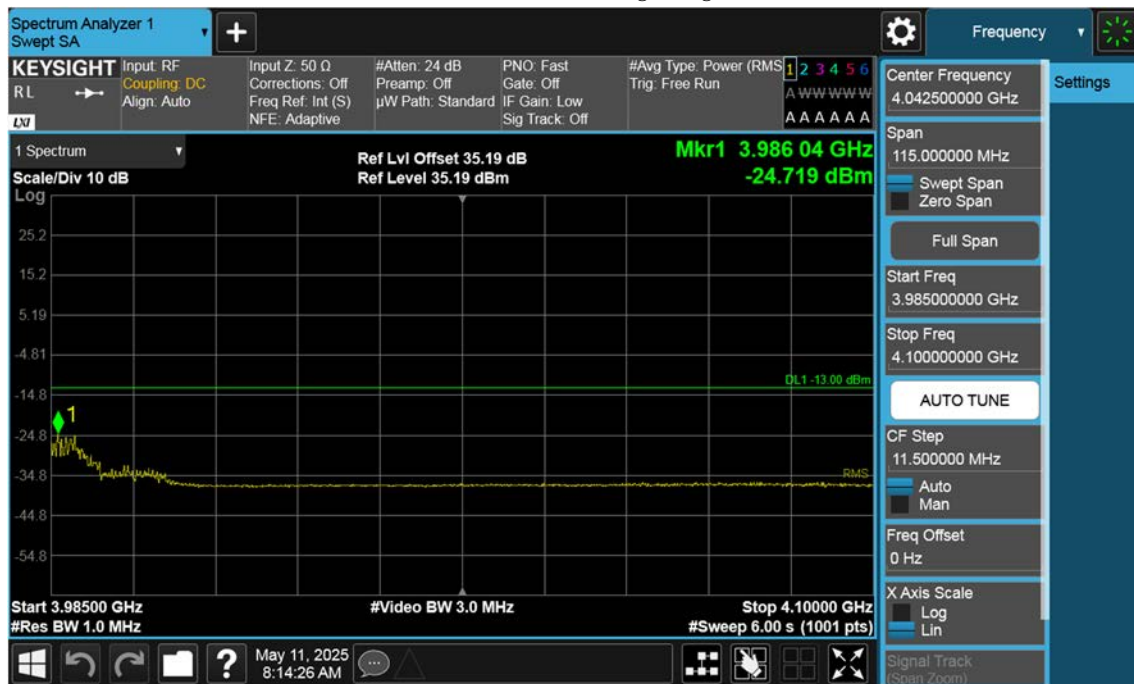 Spectrum Analyzer 1
Swept SA
+
Frequency
KEYSIGHT
RL
LXI
Input: RF
Coupling: DC
Align: Auto
Input Z: 50 Ω
Corrections: Off
Freq Ref: Int (S)
NFE: Adaptive
#Atten: 24 dB
Preamp: Off
µW Path: Standard
PNO: Fast
Gate: Off
IF Gain: Low
Sig Track: Off
#Avg Type: Power (RMS
Trig: Free Run
1 2 3 4 5 6
A W W W W W
A A A A A A
1 Spectrum
Scale/Div 10 dB
Ref Lvl Offset 35.19 dB
Ref Level 35.19 dBm
Mkr1 3.986 04 GHz
-24.719 dBm
Log
25.2
15.2
5.19
-4.81
-14.8
-24.8
-34.8
-44.8
-54.8
DL1 -13.00 dBm
1
RMS
Start 3.98500 GHz
#Res BW 1.0 MHz
#Video BW 3.0 MHz
Stop 4.10000 GHz
#Sweep 6.00 s (1001 pts)
Center Frequency
4.042500000 GHz
Settings
Span
115.000000 MHz
Swept Span
Zero Span
Full Span
Start Freq
3.985000000 GHz
Stop Freq
4.100000000 GHz
AUTO TUNE
CF Step
11.500000 MHz
Auto
Man
Freq Offset
0 Hz
X Axis Scale
Log
Lin
Signal Track
(Span Zoom)
?
May 11, 2025
8:14:26 AM